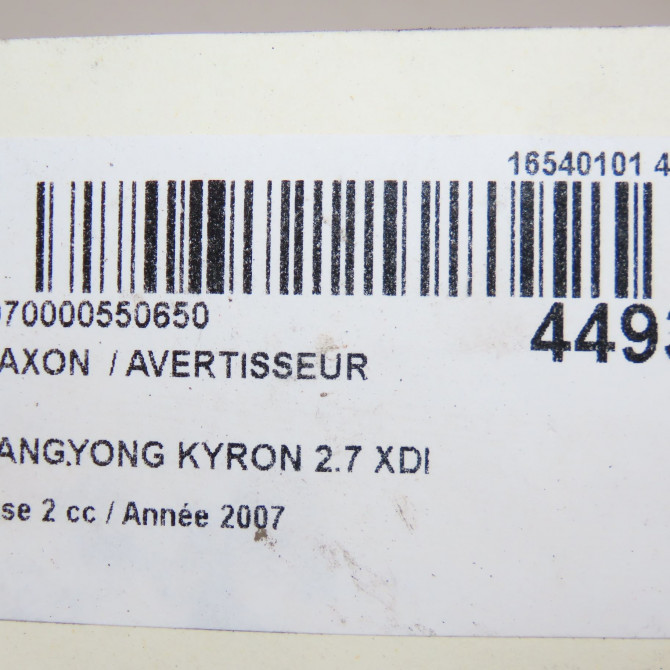 16540101 4
070000550650
4493
AXON / AVERTISSEUR
ANGYONG KYRON 2.7 XDI
se 2 cc / Année 2007